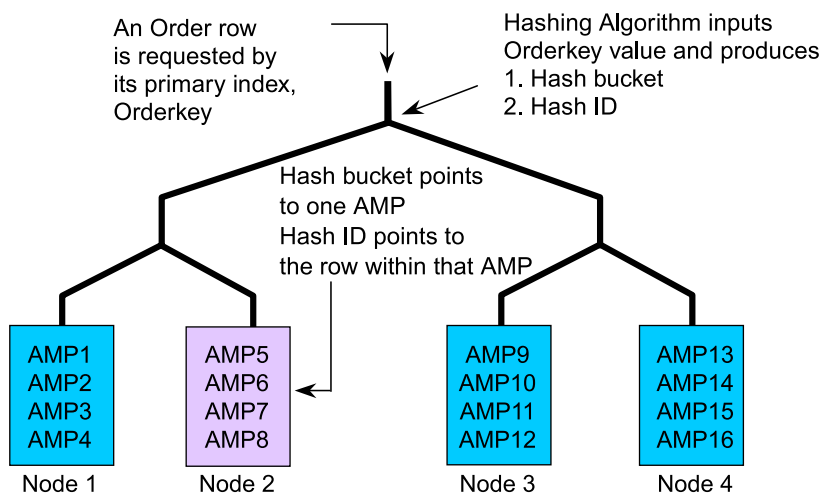 An Order row
is requested by
its primary index,
Orderkey
Hashing Algorithm inputs
Orderkey value and produces
1. Hash bucket
2. Hash ID
Hash bucket points
to one AMP
Hash ID points to
the row within that AMP
AMP1
AMP2
AMP3
AMP4
Node 1
AMP5
AMP6
AMP7
AMP8
Node 2
AMP9
AMP10
AMP11
AMP12
Node 3
AMP13
AMP14
AMP15
AMP16
Node 4